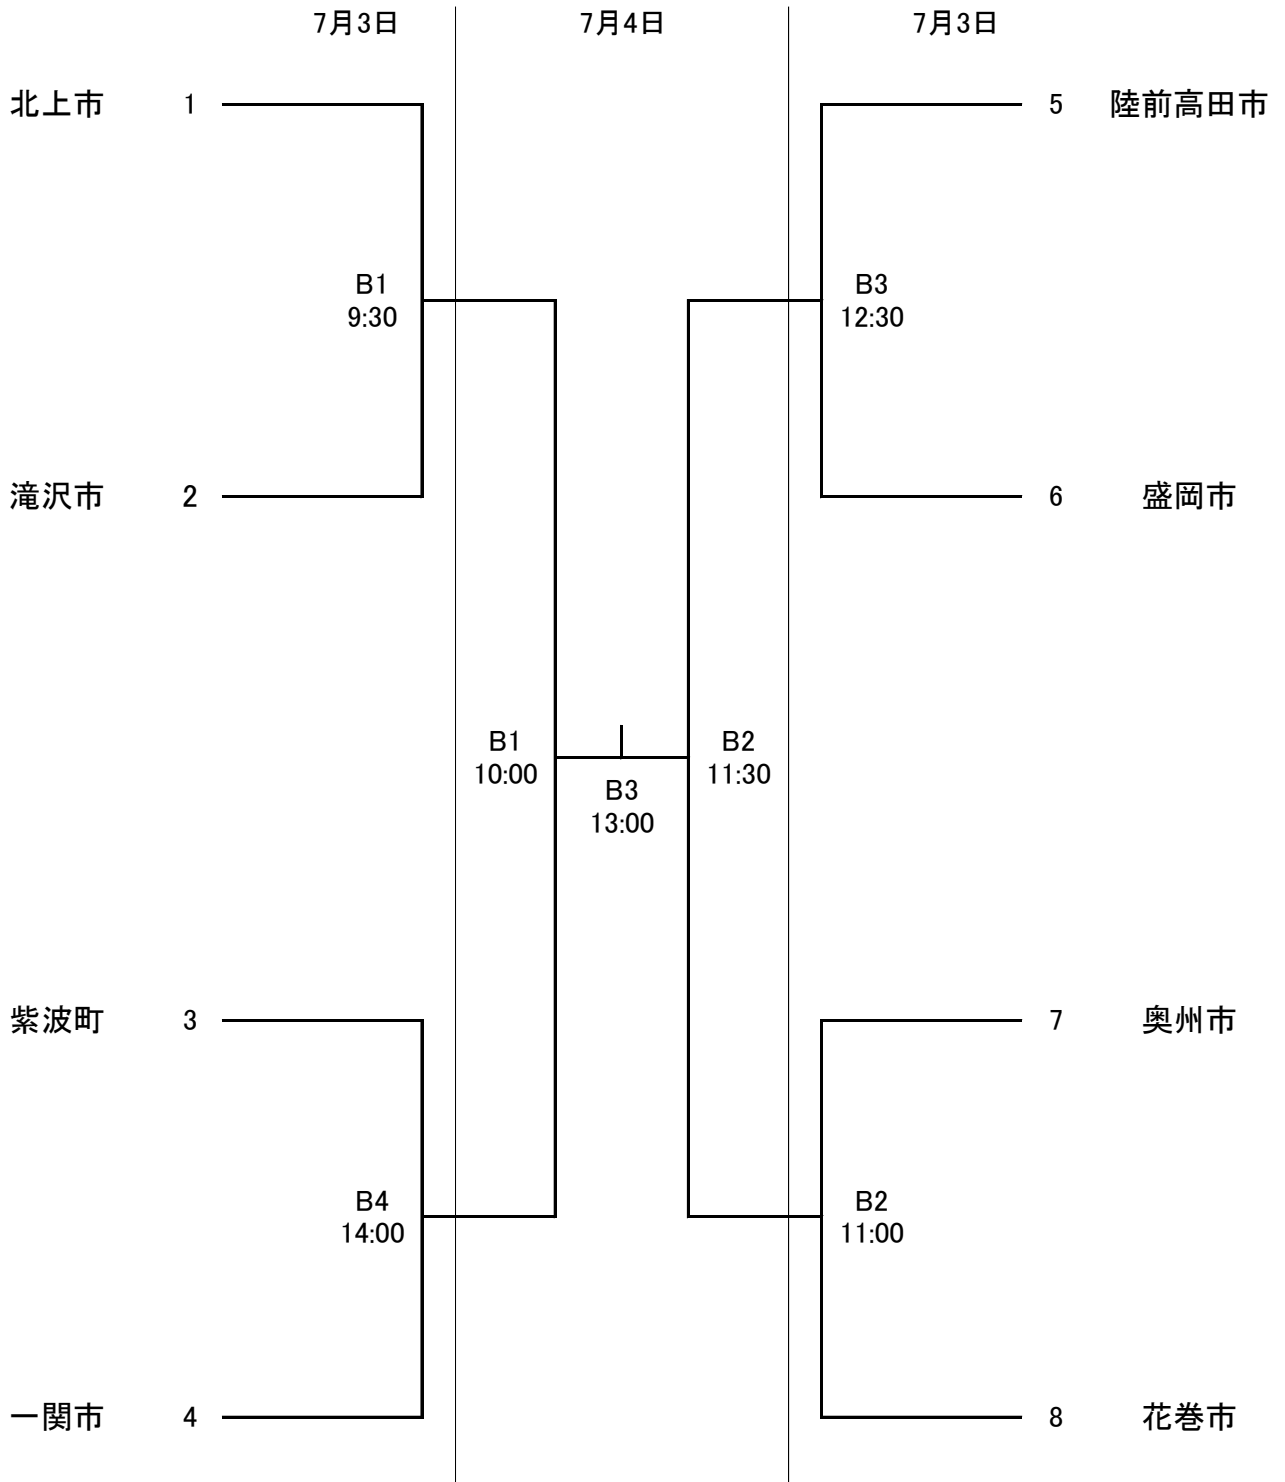 7月3日 7月4日 7月3日
北上市 1 5 陸前高田市
B1 B3
9:30 12:30
滝沢市 2 6 盛岡市
B1 B2
10:00 11:30
B3
13:00
紫波町 3 7 奥州市
B4 B2
14:00 11:00
一関市 4 8 花巻市